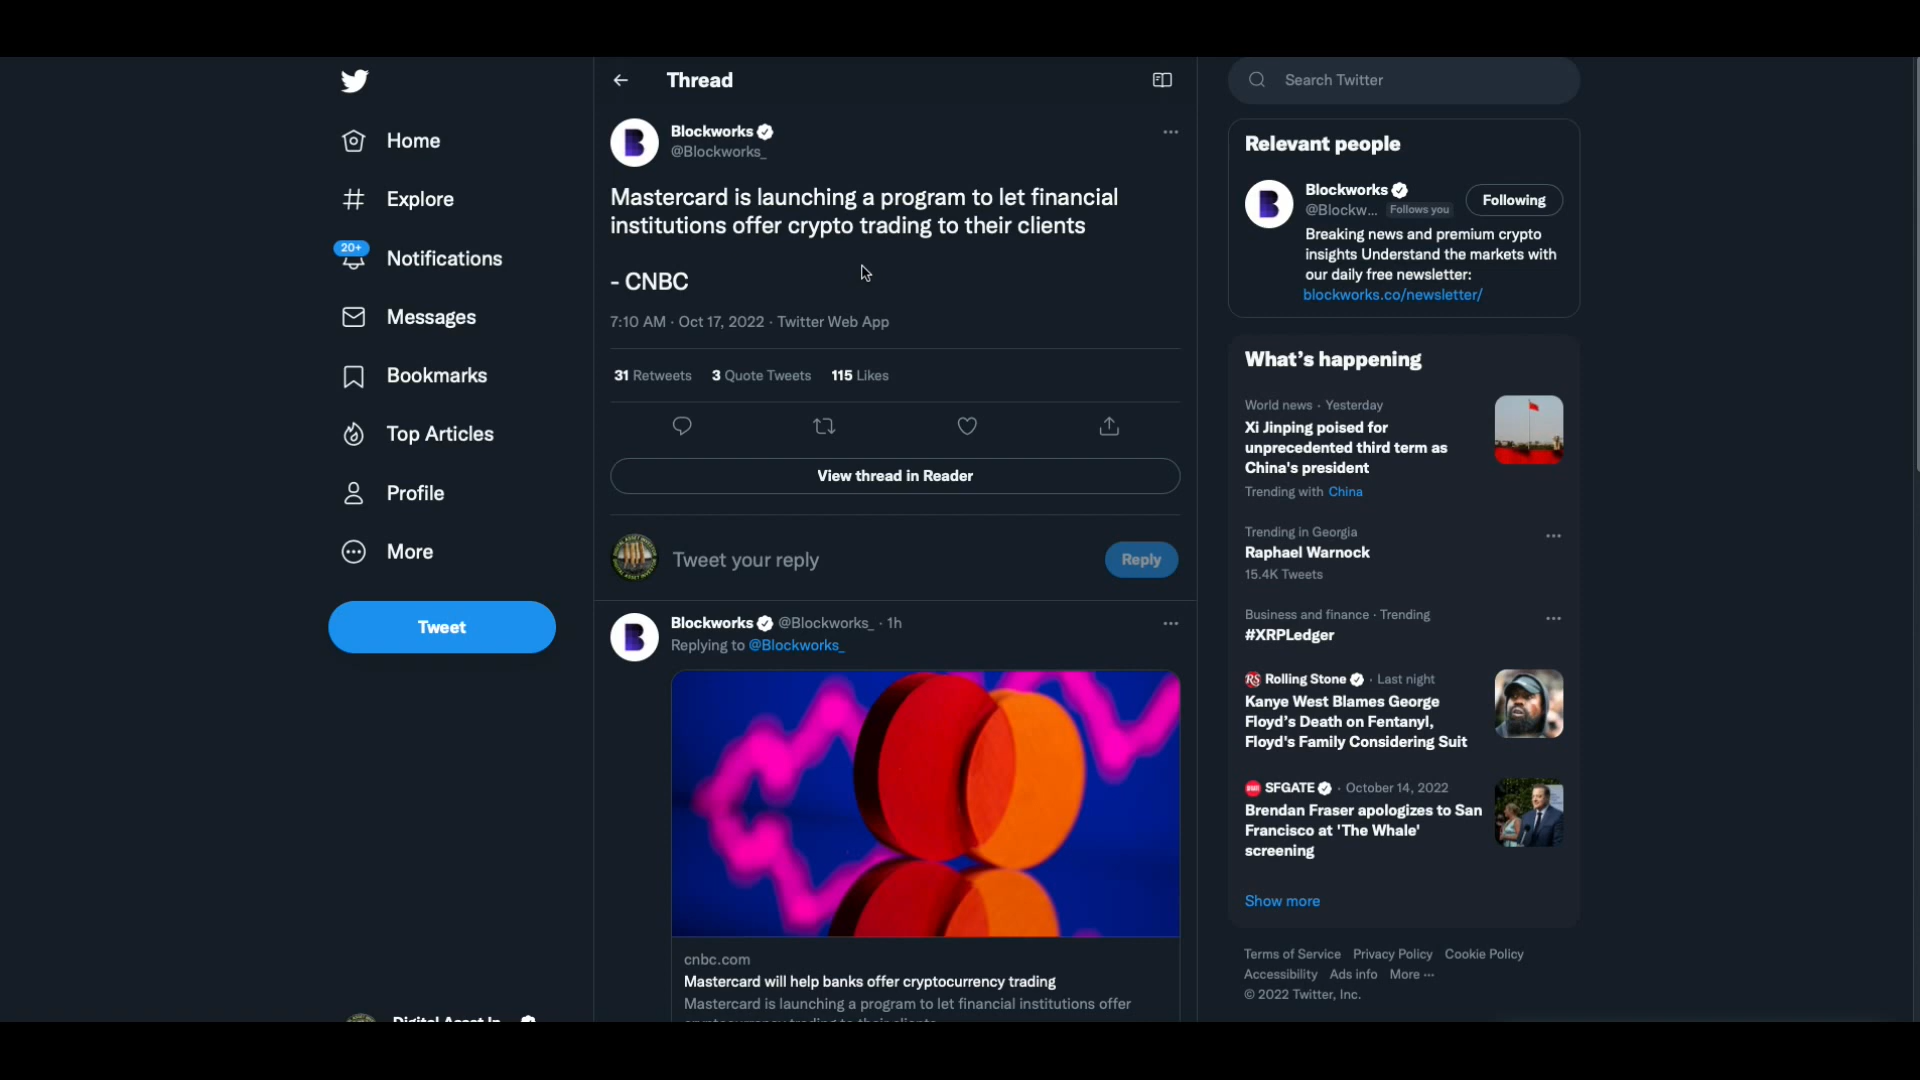 Home
Explore
20+
Notifications
Messages
Bookmarks
Top Articles
Profile
More
Tweet
Thread
Blockworks
@Blockworks_
Mastercard is launching a program to let financial
institutions offer crypto trading to their clients
- CNBC
7:10 AM · Oct 17, 2022 · Twitter Web App
31 Retweets 3 Quote Tweets 115 Likes
View thread in Reader
Tweet your reply
Reply
Blockworks @Blockworks_ · 1h
Replying to @Blockworks_
cnbc.com
Mastercard will help banks offer cryptocurrency trading
Mastercard is launching a program to let financial institutions offer
Search Twitter
Relevant people
Blockworks
@Blockw... Follows you
Following
Breaking news and premium crypto
insights Understand the markets with
our daily free newsletter:
blockworks.co/newsletter/
What's happening
World news · Yesterday
Xi Jinping poised for
unprecedented third term as
China's president
Trending with China
Trending in Georgia
Raphael Warnock
15.4K Tweets
Business and finance · Trending
#XRPLedger
Rolling Stone · Last night
Kanye West Blames George
Floyd's Death on Fentanyl,
Floyd's Family Considering Suit
SFGATE · October 14, 2022
Brendan Fraser apologizes to San
Francisco at 'The Whale'
screening
Show more
Terms of Service Privacy Policy Cookie Policy
Accessibility Ads info More ···
© 2022 Twitter, Inc.